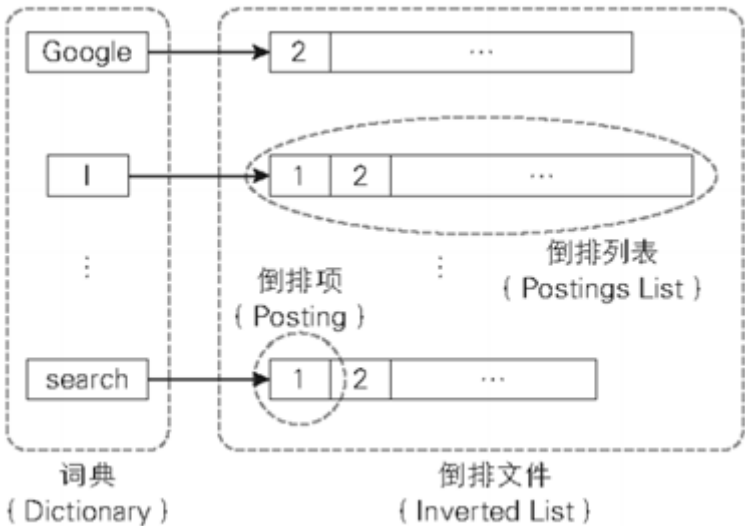 Google
2 ⋯
I
1 2 ⋯
倒排列表
{ Postings List }
⋮
⋮
倒排项
{ Posting }
search
1 2 ⋯
词典
{ Dictionary }
倒排文件
{ Inverted List }